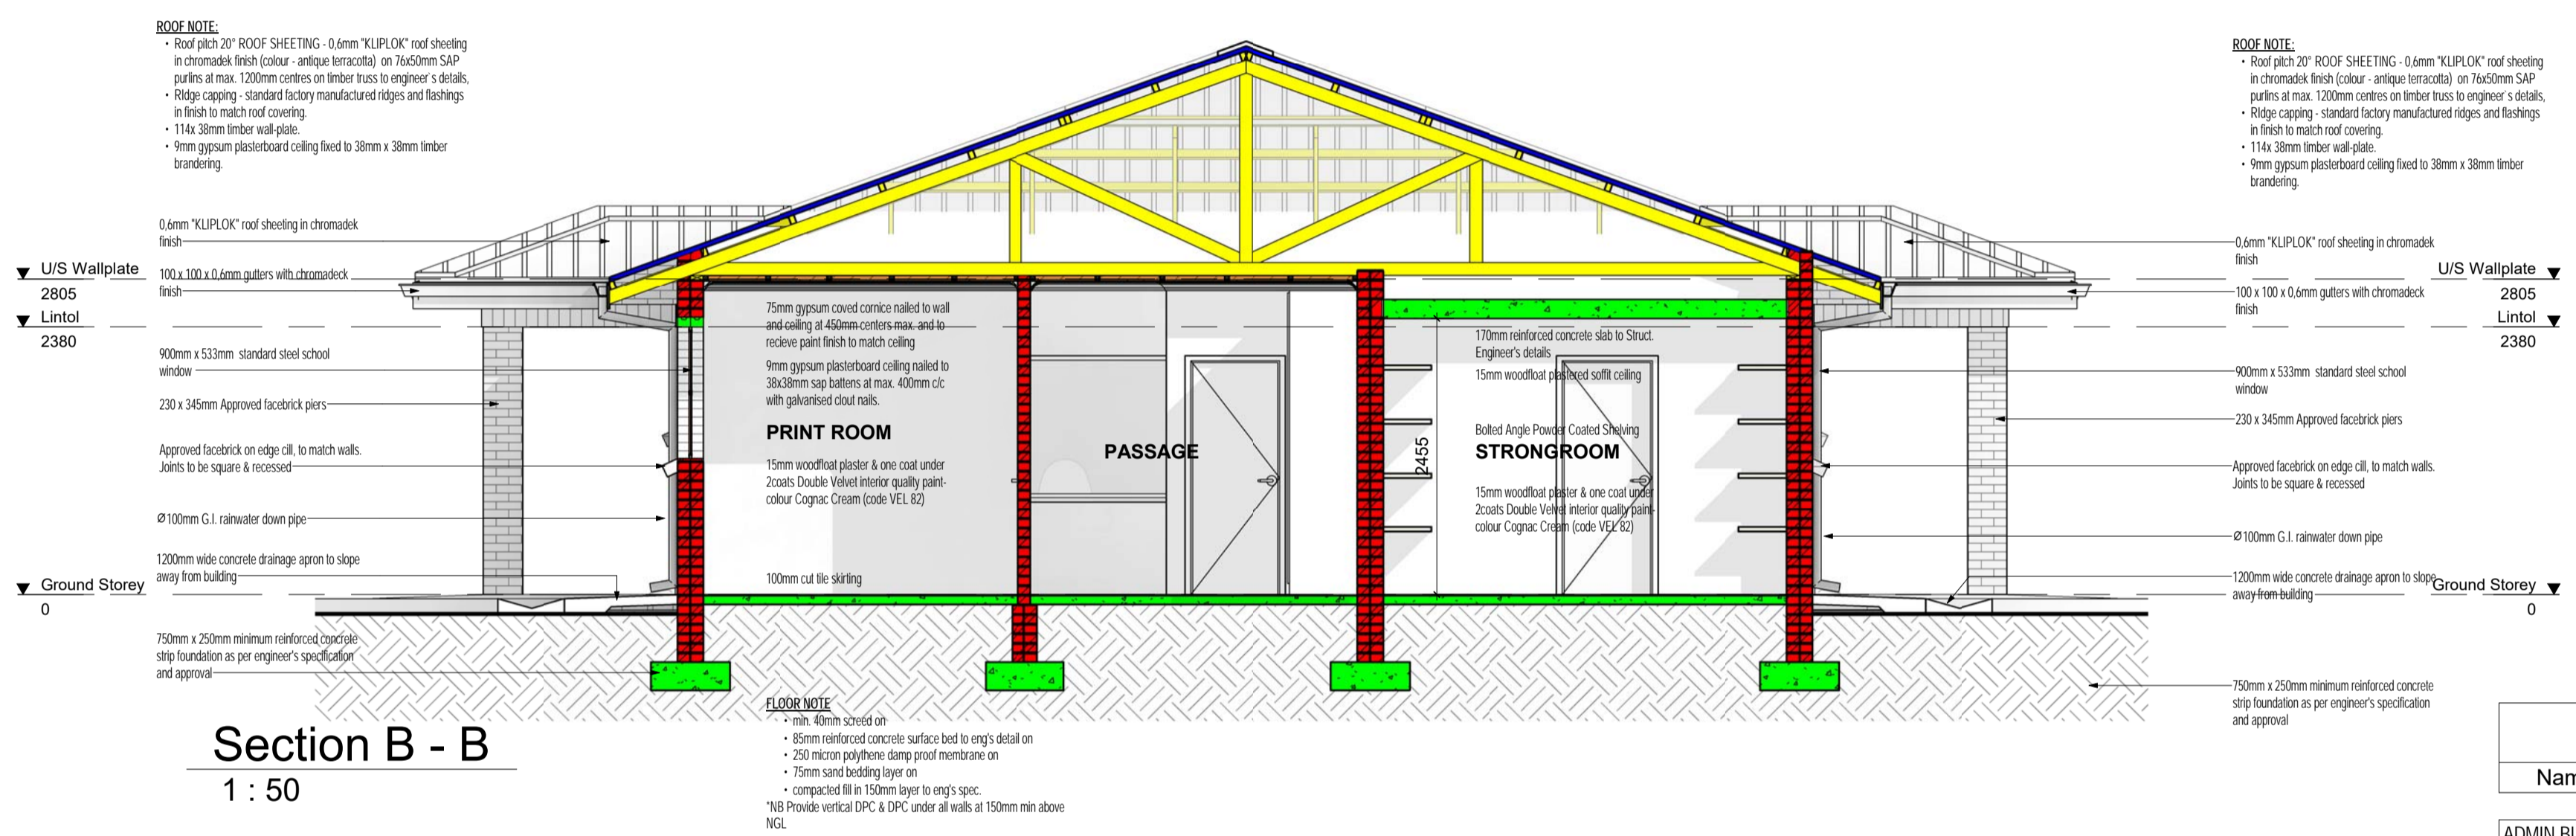 ROOF NOTE:
• Roof pitch 20° ROOF SHEETING - 0,6mm "KLIPLOK" roof sheeting
in chromadek finish (colour - antique terracotta) on 76x50mm SAP
purlins at max. 1200mm centres on timber truss to engineer's details,
• RIdge capping - standard factory manufactured ridges and flashings
in finish to match roof covering.
• 114x 38mm timber wall-plate.
• 9mm gypsum plasterboard ceiling fixed to 38mm x 38mm timber
brandering.
0,6mm "KLIPLOK" roof sheeting in chromadek
finish
U/S Wallplate
2805
100 x 100 x 0,6mm gutters with chromadeck
finish
Lintol
2380
900mm x 533mm standard steel school
window
230 x 345mm Approved facebrick piers
Approved facebrick on edge cill, to match walls.
Joints to be square & recessed
Ø100mm G.I. rainwater down pipe
1200mm wide concrete drainage apron to slope
away from building
Ground Storey
0
750mm x 250mm minimum reinforced concrete
strip foundation as per engineer's specification
and approval
75mm gypsum coved cornice nailed to wall
and ceiling at 450mm centers max. and to
recieve paint finish to match ceiling
9mm gypsum plasterboard ceiling nailed to
38x38mm sap battens at max. 400mm c/c
with galvanised clout nails.
PRINT ROOM
15mm woodfloat plaster & one coat under
2coats Double Velvet interior quality paint-
colour Cognac Cream (code VEL 82)
100mm cut tile skirting
PASSAGE
2455
170mm reinforced concrete slab to Struct.
Engineer's details
15mm woodfloat plastered soffit ceiling
Bolted Angle Powder Coated Shelving
STRONGROOM
15mm woodfloat plaster & one coat under
2coats Double Velvet interior quality paint-
colour Cognac Cream (code VEL 82)
ROOF NOTE:
• Roof pitch 20° ROOF SHEETING - 0,6mm "KLIPLOK" roof sheeting
in chromadek finish (colour - antique terracotta) on 76x50mm SAP
purlins at max. 1200mm centres on timber truss to engineer's details,
• RIdge capping - standard factory manufactured ridges and flashings
in finish to match roof covering.
• 114x 38mm timber wall-plate.
• 9mm gypsum plasterboard ceiling fixed to 38mm x 38mm timber
brandering.
0,6mm "KLIPLOK" roof sheeting in chromadek
finish
U/S Wallplate
2805
100 x 100 x 0,6mm gutters with chromadeck
finish
Lintol
2380
900mm x 533mm standard steel school
window
230 x 345mm Approved facebrick piers
Approved facebrick on edge cill, to match walls.
Joints to be square & recessed
Ø100mm G.I. rainwater down pipe
1200mm wide concrete drainage apron to slope
away from building
Ground Storey
0
750mm x 250mm minimum reinforced concrete
strip foundation as per engineer's specification
and approval
Section B - B
1 : 50
FLOOR NOTE
• min. 40mm screed on
• 85mm reinforced concrete surface bed to eng's detail on
• 250 micron polythene damp proof membrane on
• 75mm sand bedding layer on
• compacted fill in 150mm layer to eng's spec.
*NB Provide vertical DPC & DPC under all walls at 150mm min above
NGL
Nam
ADMIN